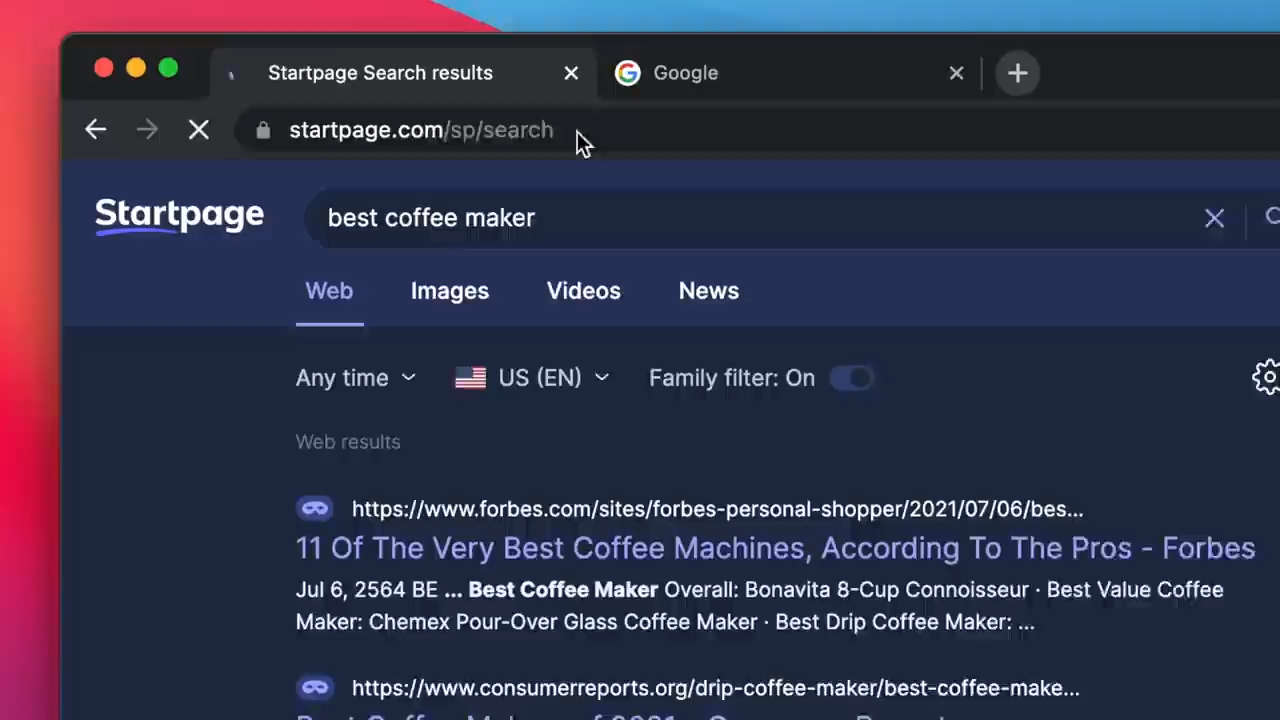 Startpage Search results
Google
startpage.com/sp/search
Startpage
best coffee maker
Web Images Videos News
Any time US (EN) Family filter: On
Web results
https://www.forbes.com/sites/forbes-personal-shopper/2021/07/06/bes...
11 Of The Very Best Coffee Machines, According To The Pros - Forbes
Jul 6, 2564 BE ... Best Coffee Maker Overall: Bonavita 8-Cup Connoisseur · Best Value Coffee
Maker: Chemex Pour-Over Glass Coffee Maker · Best Drip Coffee Maker: ...
https://www.consumerreports.org/drip-coffee-maker/best-coffee-make...